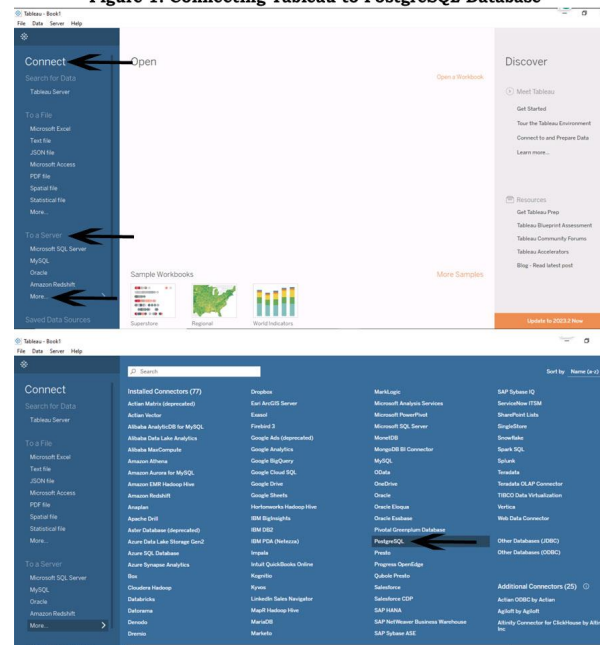 Figure 1: Connecting Tableau to PostgreSQL Database
Tableau - Book1
File Data Server Help
Connect
Search for Data
Tableau Server
To a File
Microsoft Excel
Text file
JSON file
Microsoft Access
PDF file
Spatial file
Statistical file
More...
To a Server
Microsoft SQL Server
MySQL
Oracle
Amazon Redshift
More...
Saved Data Sources
Open
Open a Workbook
Sample Workbooks
More Samples
Superstore
Regional
World Indicators
Discover
Meet Tableau
Get Started
Tour the Tableau Environment
Connect to and Prepare Data
Learn more...
Resources
Get Tableau Prep
Tableau Blueprint Assessment
Tableau Community Forums
Tableau Accelerators
Blog - Read latest post
Update to 2023.2 Now
Tableau - Book1
File Data Server Help
Connect
Search for Data
Tableau Server
To a File
Microsoft Excel
Text file
JSON file
Microsoft Access
PDF file
Spatial file
Statistical file
More...
To a Server
Microsoft SQL Server
MySQL
Oracle
Amazon Redshift
More...
Search
Sort by Name (a-z)
Installed Connectors (77)
Actian Matrix (deprecated)
Actian Vector
Alibaba AnalyticDB for MySQL
Alibaba Data Lake Analytics
Alibaba MaxCompute
Amazon Athena
Amazon Aurora for MySQL
Amazon EMR Hadoop Hive
Amazon Redshift
Anaplan
Apache Drill
Aster Database (deprecated)
Azure Data Lake Storage Gen2
Azure SQL Database
Azure Synapse Analytics
Box
Cloudera Hadoop
Databricks
Datorama
Denodo
Dremio
Dropbox
Esri ArcGIS Server
Exasol
Firebird 3
Google Ads (deprecated)
Google Analytics
Google BigQuery
Google Cloud SQL
Google Drive
Google Sheets
Hortonworks Hadoop Hive
IBM BigInsights
IBM DB2
IBM PDA (Netezza)
Impala
Intuit QuickBooks Online
Kognitio
Kyvos
LinkedIn Sales Navigator
MapR Hadoop Hive
MariaDB
Marketo
MarkLogic
Microsoft Analysis Services
Microsoft PowerPivot
Microsoft SQL Server
MonetDB
MongoDB BI Connector
MySQL
OData
OneDrive
Oracle
Oracle Eloqua
Oracle Essbase
Pivotal Greenplum Database
PostgreSQL
Presto
Progress OpenEdge
Qubole Presto
Salesforce
Salesforce CDP
SAP HANA
SAP NetWeaver Business Warehouse
SAP Sybase ASE
SAP Sybase IQ
ServiceNow ITSM
SharePoint Lists
SingleStore
Snowflake
Spark SQL
Splunk
Teradata
Teradata OLAP Connector
TIBCO Data Virtualization
Vertica
Web Data Connector
Other Databases (JDBC)
Other Databases (ODBC)
Additional Connectors (25)
Actian ODBC by Actian
Agiloft by Agiloft
Altinity Connector for ClickHouse by Altin
Inc